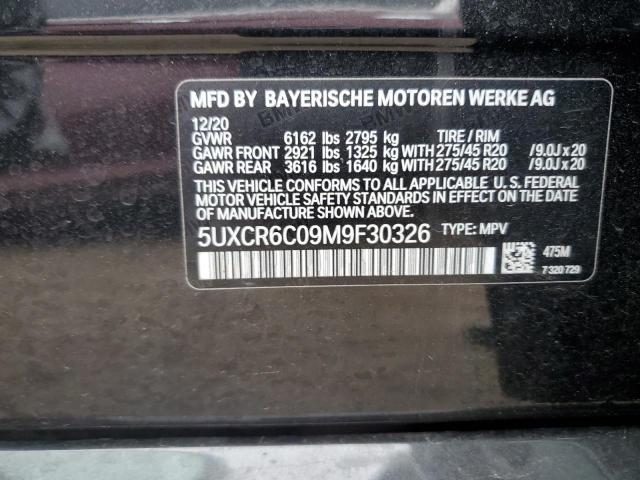 MFD BY BAYERISCHE MOTOREN WERKE AG
12/20
GVWR 6162 lbs 2795 kg TIRE / RIM
GAWR FRONT 2921 lbs 1325 kg WITH 275/45 R20 /9.0J x 20
GAWR REAR 3616 lbs 1640 kg WITH 275/45 R20 /9.0J x 20
THIS VEHICLE CONFORMS TO ALL APPLICABLE U. S. FEDERAL
MOTOR VEHICLE SAFETY STANDARDS IN EFFECT ON THE
DATE OF MANUFACTURE SHOWN ABOVE.
5UXCR6C09M9F30326 TYPE: MPV
475M
7 320 729